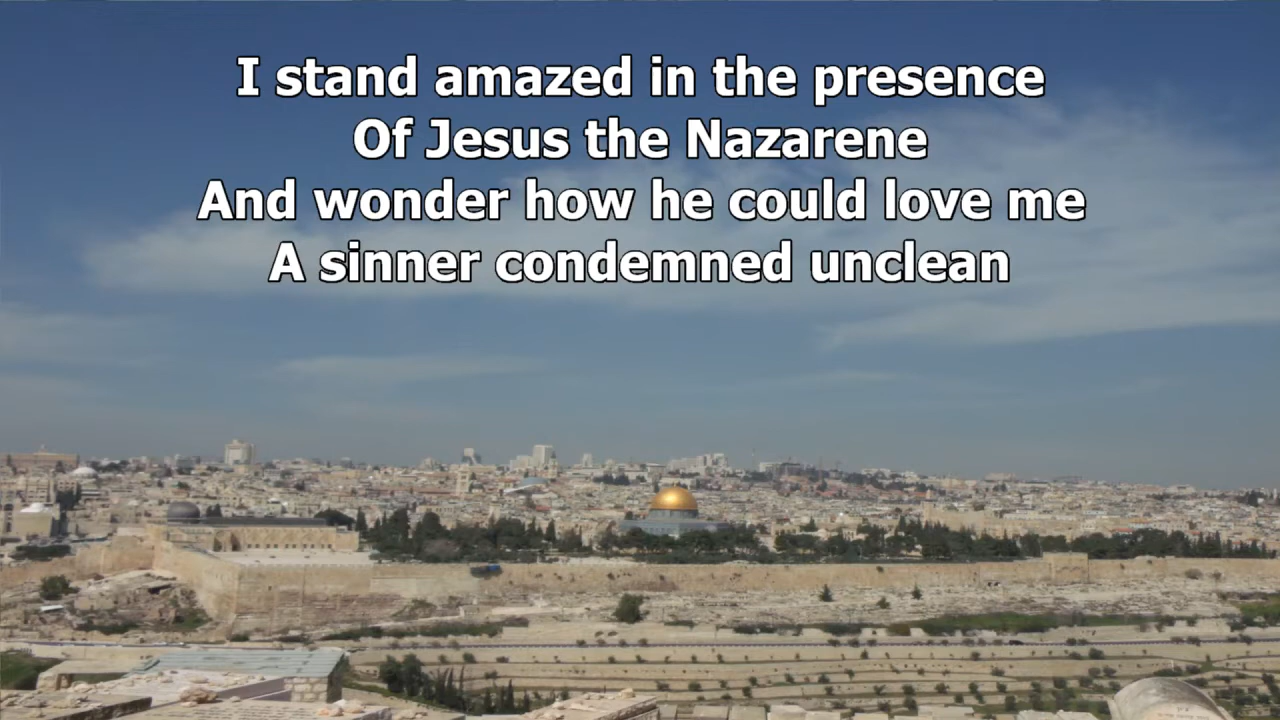 I stand amazed in the presence
Of Jesus the Nazarene
And wonder how he could love me
A sinner condemned unclean